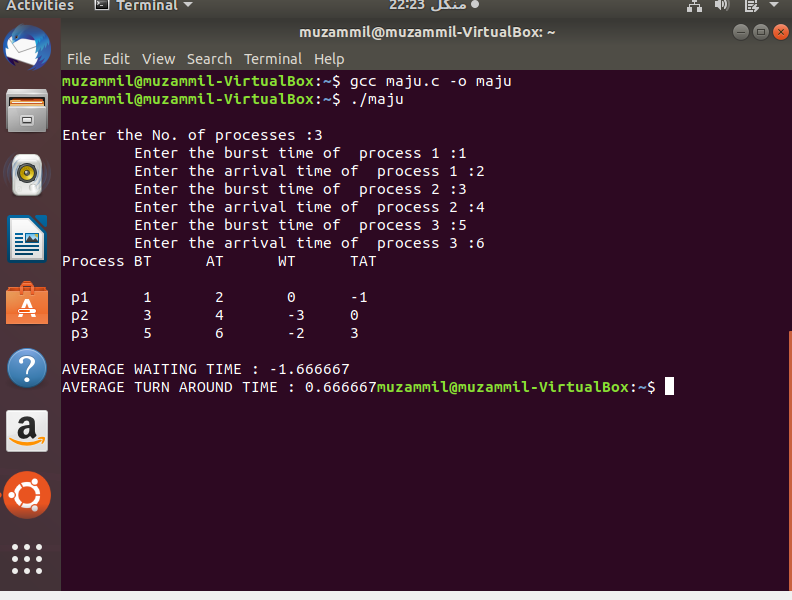 Activities Terminal 22:23 منگل
muzammil@muzammil-VirtualBox: ~
File Edit View Search Terminal Help
muzammil@muzammil-VirtualBox:~$ gcc maju.c -o maju
muzammil@muzammil-VirtualBox:~$ ./maju
Enter the No. of processes :3
Enter the burst time of  process 1 :1
Enter the arrival time of  process 1 :2
Enter the burst time of  process 2 :3
Enter the arrival time of  process 2 :4
Enter the burst time of  process 3 :5
Enter the arrival time of  process 3 :6
Process BT      AT      WT      TAT
p1      1       2       0      -1
p2      3       4       -3     0
p3      5       6       -2     3
AVERAGE WAITING TIME : -1.666667
AVERAGE TURN AROUND TIME : 0.666667muzammil@muzammil-VirtualBox:~$